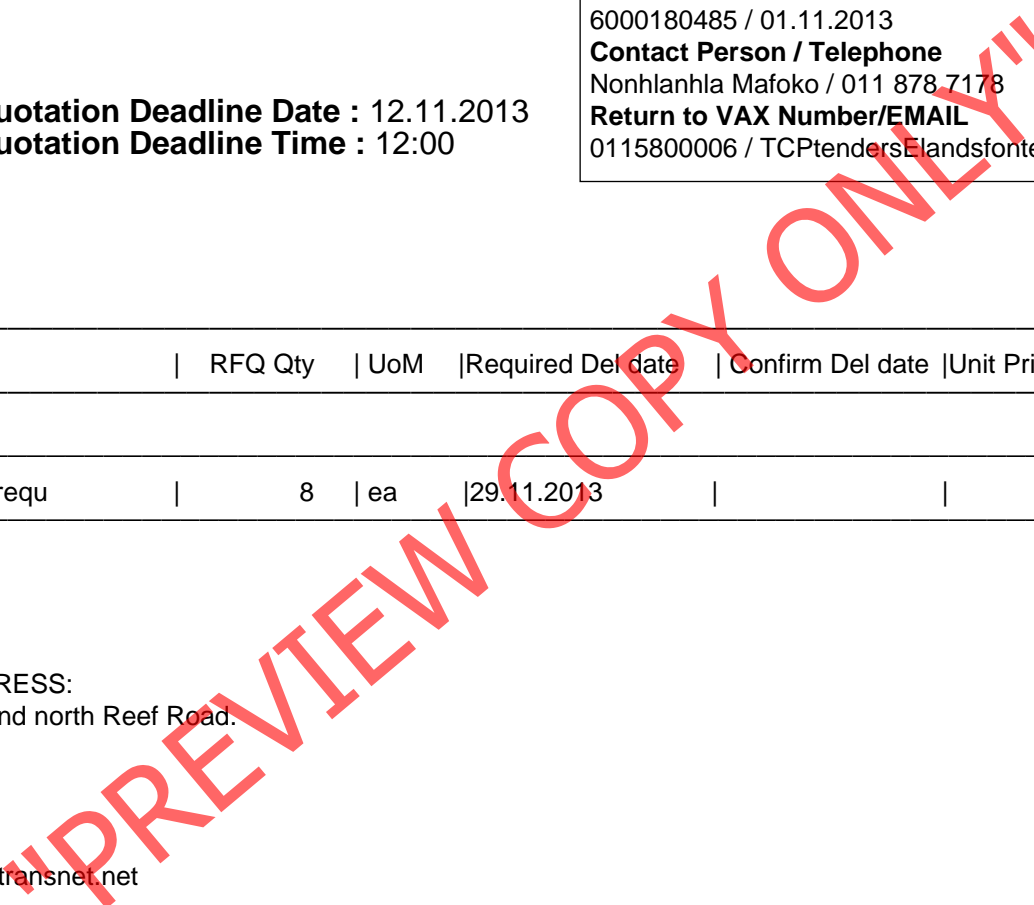 6000180485 / 01.11.2013
Contact Person / Telephone
Nonhlanhla Mafoko / 011 878 7178
uotation Deadline Date : 12.11.2013
Return to VAX Number/EMAIL
uotation Deadline Time : 12:00
0115800006 / TCPtendersElandsfonte
| RFQ Qty | UoM |Required Del date | Confirm Del date |Unit Pri
requ | 8 | ea |29.11.2013 | |
RESS:
nd north Reef Road.
transnet.net
"PREVIEW COPY ONLY"